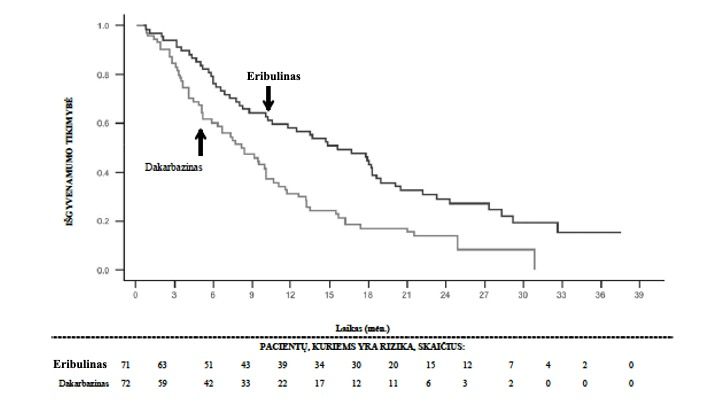 1.0
0.8
0.6
0.4
0.2
0.0
IŠGYVENAMUMO TIKIMYBĖ
Eribulinas
Dakarbazinas
0 3 6 9 12 15 18 21 24 27 30 33 36 39
Laikas (mėn.)
PACIENTŲ, KURIEMS YRA RIZIKA, SKAIČIUS:
Eribulinas 71 63 51 43 39 34 30 20 15 12 7 4 2 0
Dakarbazinas 72 59 42 33 22 17 12 11 6 3 2 0 0 0